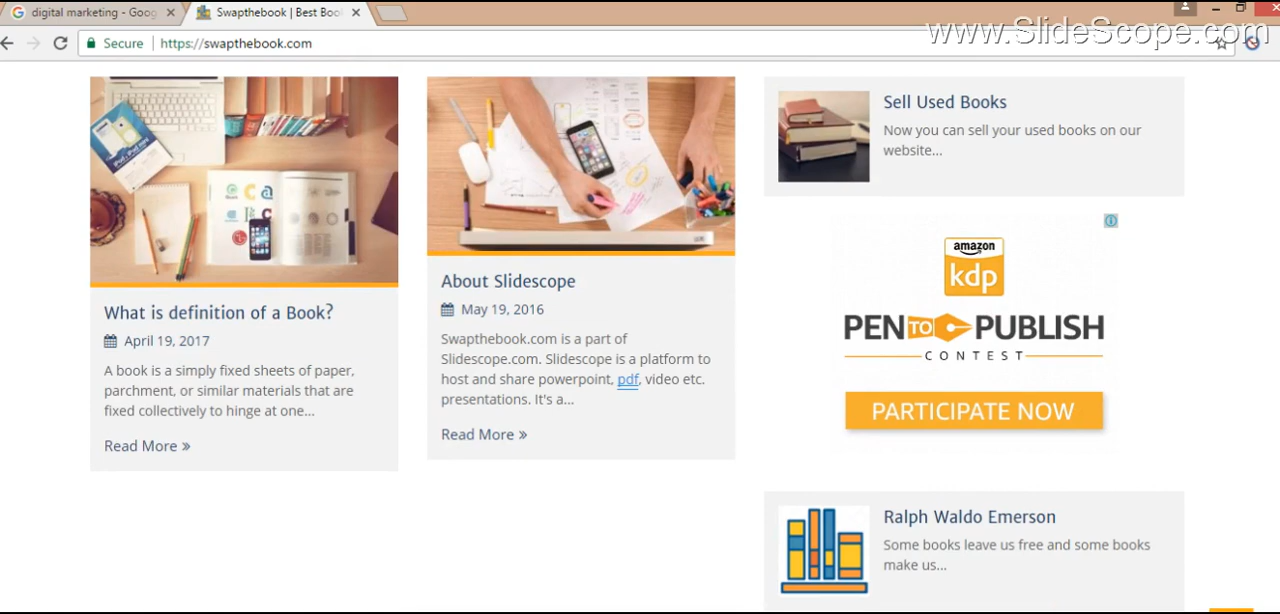 digital marketing - Goog
Swapthebook | Best Boo
www.SlideScope.com
Secure
https://swapthebook.com
What is definition of a Book?
April 19, 2017
A book is a simply fixed sheets of paper,
parchment, or similar materials that are
fixed collectively to hinge at one...
Read More »
About Slidescope
May 19, 2016
Swapthebook.com is a part of
Slidescope.com. Slidescope is a platform to
host and share powerpoint, pdf, video etc.
presentations. It's a...
Read More »
Sell Used Books
Now you can sell your used books on our
website...
amazon
kdp
PEN TO PUBLISH
CONTEST
PARTICIPATE NOW
Ralph Waldo Emerson
Some books leave us free and some books
make us...